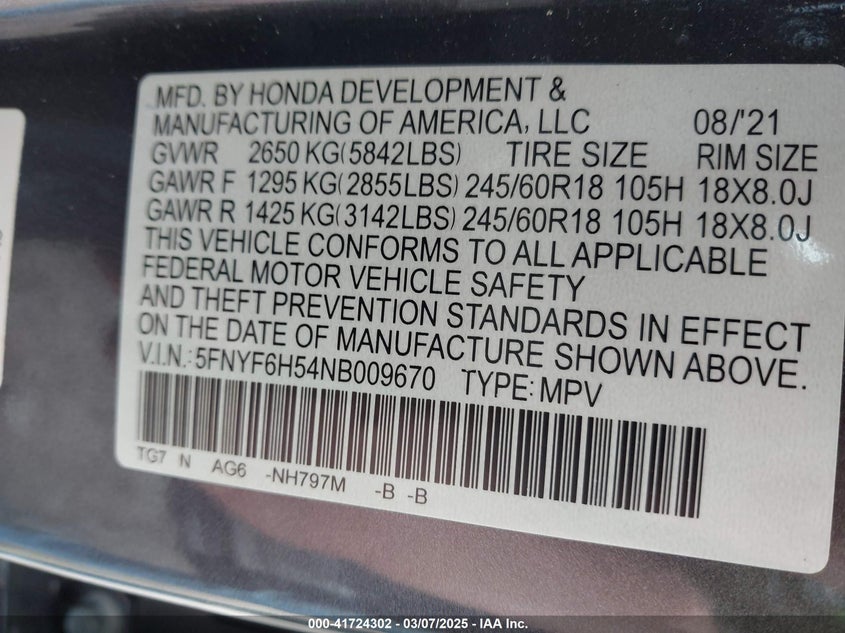 MFD. BY HONDA DEVELOPMENT &
MANUFACTURING OF AMERICA, LLC 08/'21
GVWR 2650 KG(5842LBS) TIRE SIZE RIM SIZE
GAWR F 1295 KG(2855LBS) 245/60R18 105H 18X8.0J
GAWR R 1425 KG(3142LBS) 245/60R18 105H 18X8.0J
THIS VEHICLE CONFORMS TO ALL APPLICABLE
FEDERAL MOTOR VEHICLE SAFETY
AND THEFT PREVENTION STANDARDS IN EFFECT
ON THE DATE OF MANUFACTURE SHOWN ABOVE.
V.I.N.: 5FNYF6H54NB009670 TYPE: MPV
TG7 N AG6 -NH797M -B -B
000-41724302 - 03/07/2025 - IAA Inc.